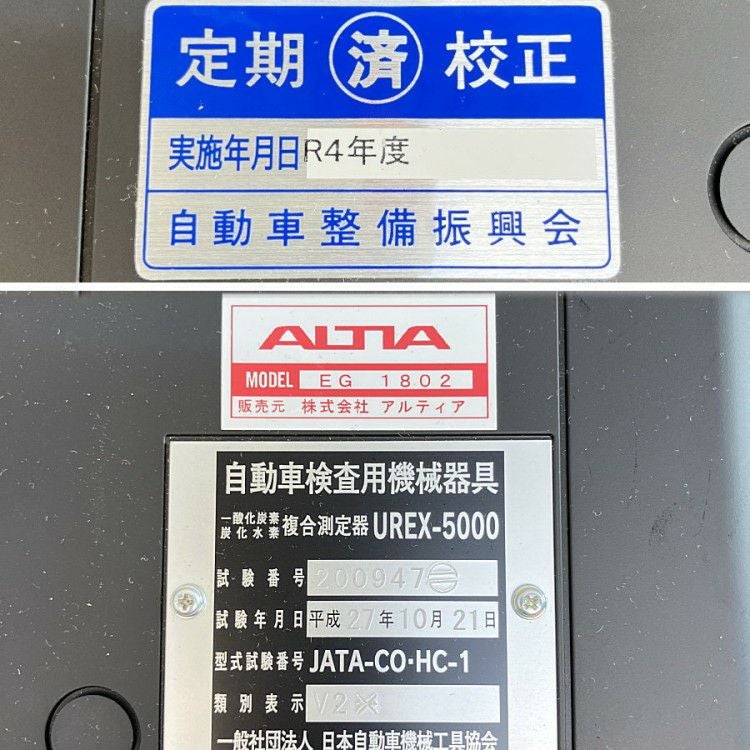 定期 済 校正
実施年月日 R4年度
自動車整備振興会
ALTIA
MODEL EG 1802
販売元 株式会社 アルティア
自動車検査用機械器具
一酸化炭素
炭化水素 複合測定器 UREX-5000
試験番号 200947
試験年月日 平成27年10月21日
型式試験番号 JATA-CO・HC-1
類別表示 V2
一般社団法人 日本自動車機械工具協会